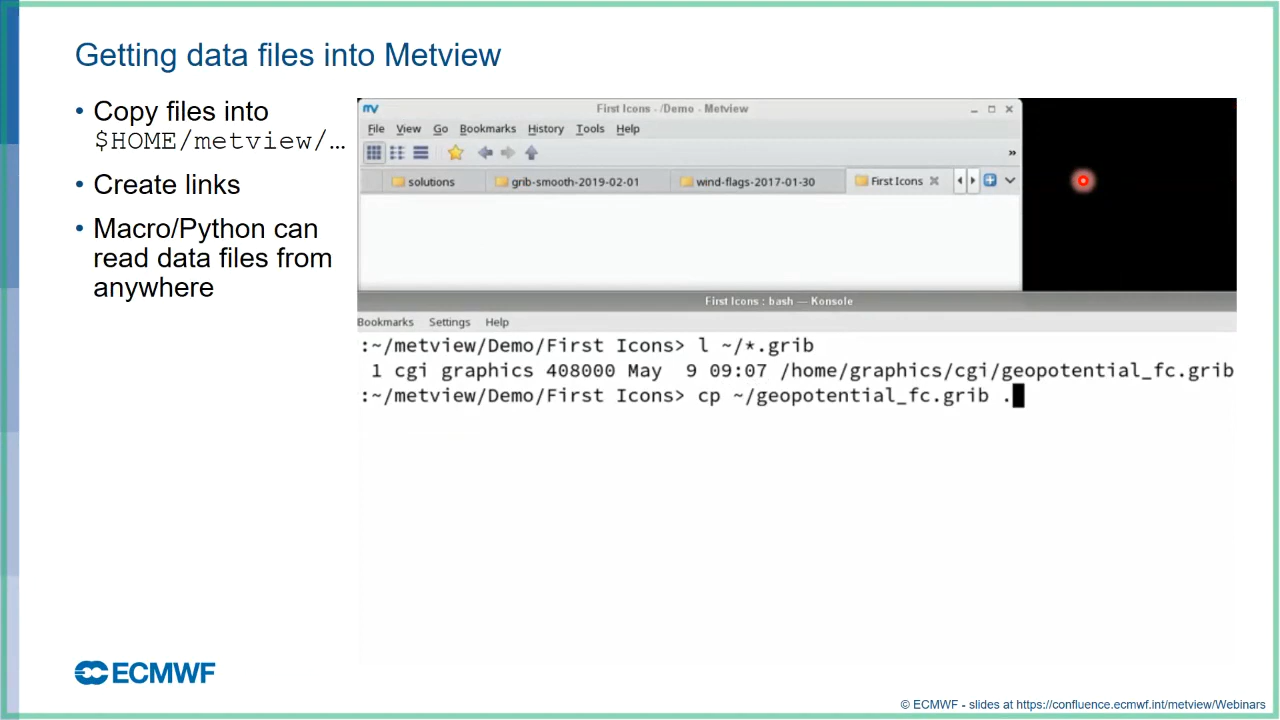 Getting data files into Metview
• Copy files into
$HOME/metview/…
• Create links
• Macro/Python can
read data files from
anywhere
First Icons - /Demo - Metview
File View Go Bookmarks History Tools Help
»
solutions grib-smooth-2019-02-01 wind-flags-2017-01-30 First Icons
First Icons : bash — Konsole
Bookmarks Settings Help
:~/metview/Demo/First Icons> l ~/*.grib
1 cgi graphics 408000 May  9 09:07 /home/graphics/cgi/geopotential_fc.grib
:~/metview/Demo/First Icons> cp ~/geopotential_fc.grib .
ECMWF
© ECMWF - slides at https://confluence.ecmwf.int/metview/Webinars